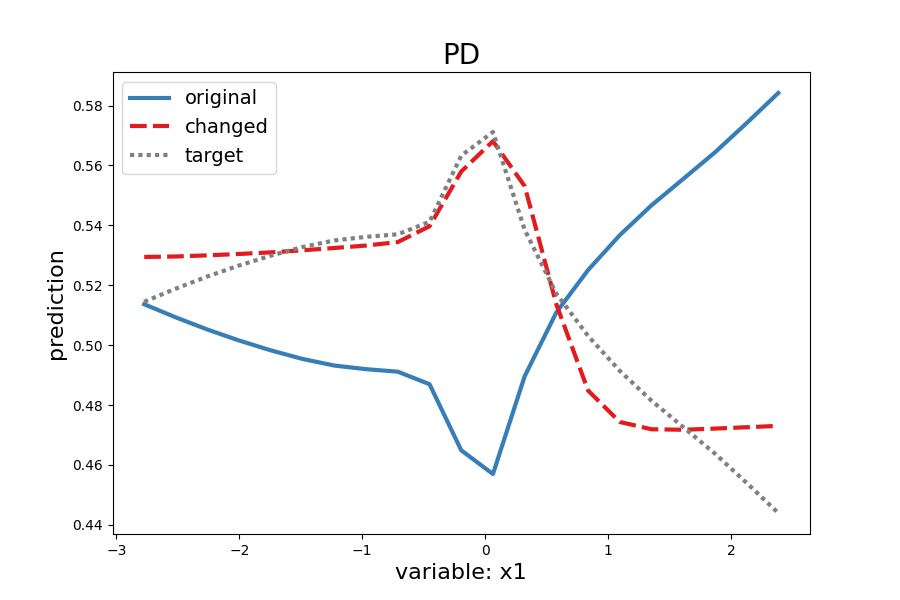 PD
original
changed
target
prediction
0.58
0.56
0.54
0.52
0.50
0.48
0.46
0.44
−3
−2
−1
0
1
2
variable: x1